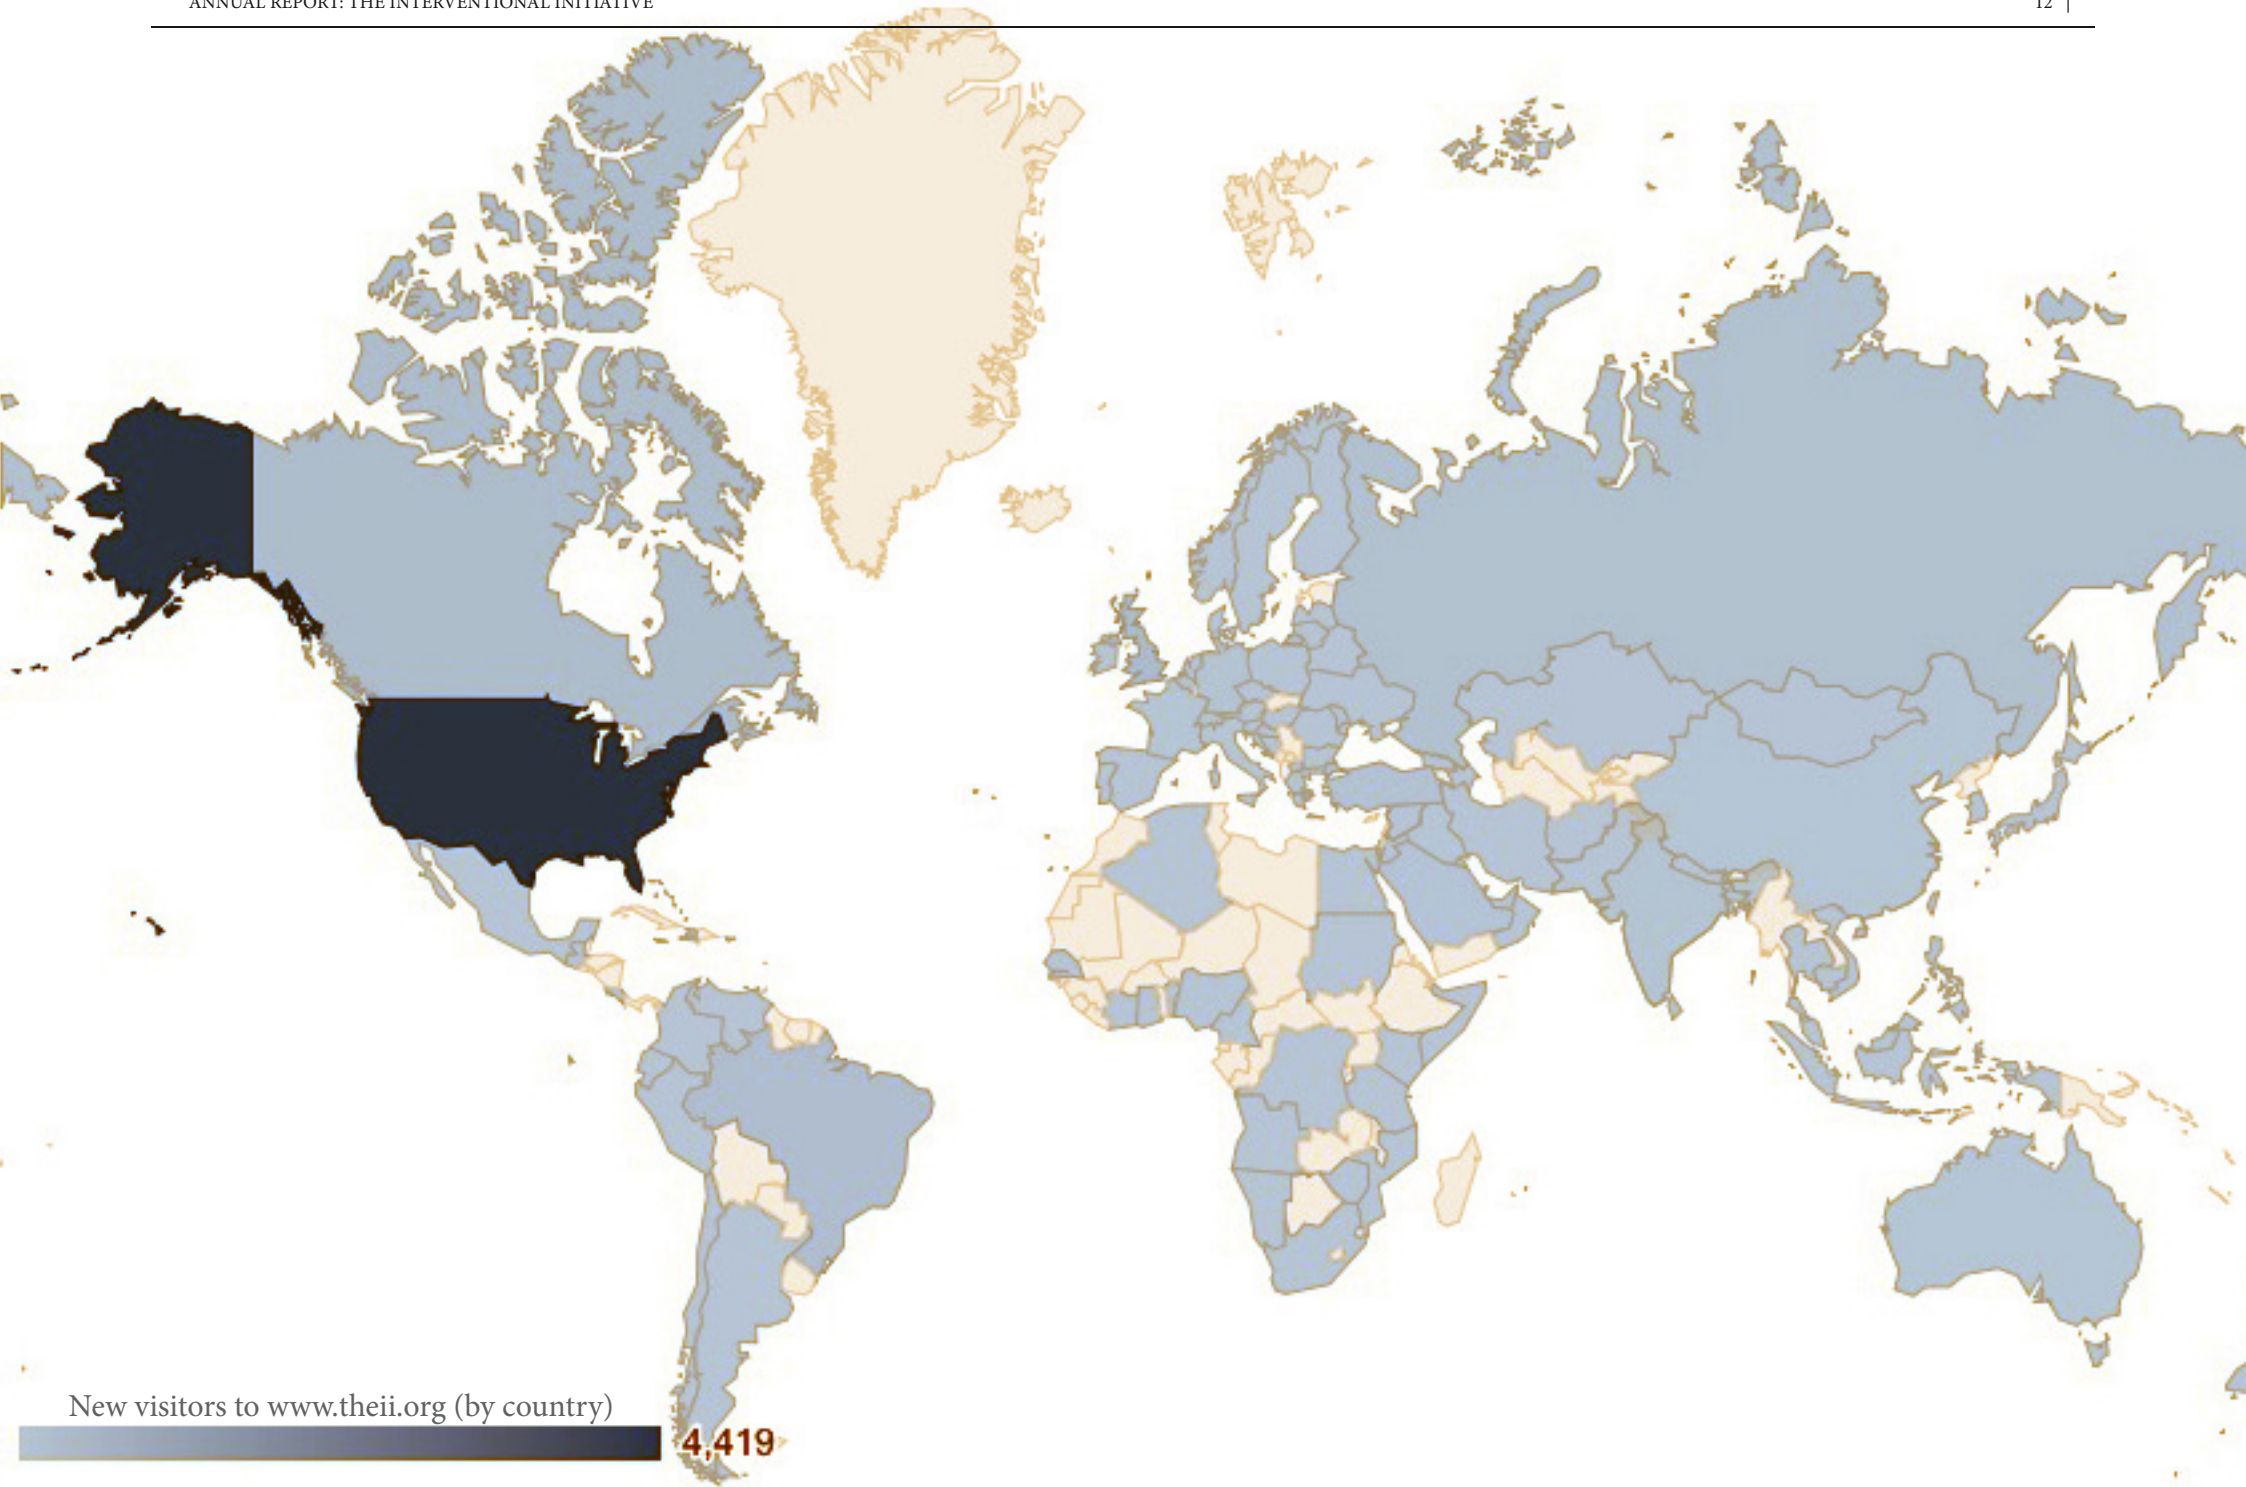 ANNUAL REPORT: THE INTERVENTIONAL INITIATIVE
12 |
New visitors to www.theii.org (by country)
4,419